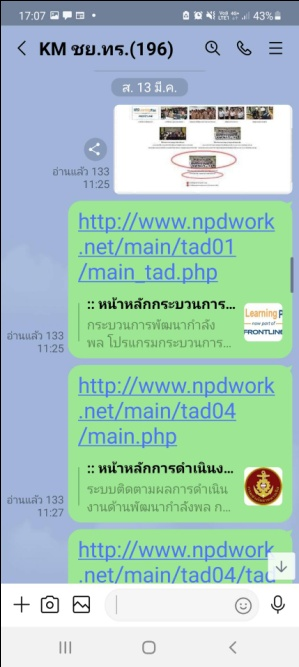 17:07
43%
KM ชย.ทร.(196)
ส. 13 มี.ค.
อ่านแล้ว 133
11:25
http://www.npdwork
.net/main/tad01
/main_tad.php
:: หน้าหลักกระบวนการ...
กระบวนการพัฒนากำลัง
พล โปรแกรมกระบวนการ...
Learning P
now part of
FRONTLINE
อ่านแล้ว 133
11:25
http://www.npdwork
.net/main/tad04
/main.php
:: หน้าหลักการดำเนินง...
ระบบติดตามผลการดำเนิน
งานด้านพัฒนากำลังพล ก...
อ่านแล้ว 133
11:27
http://www.npdwork
.net/main/tad04/tad